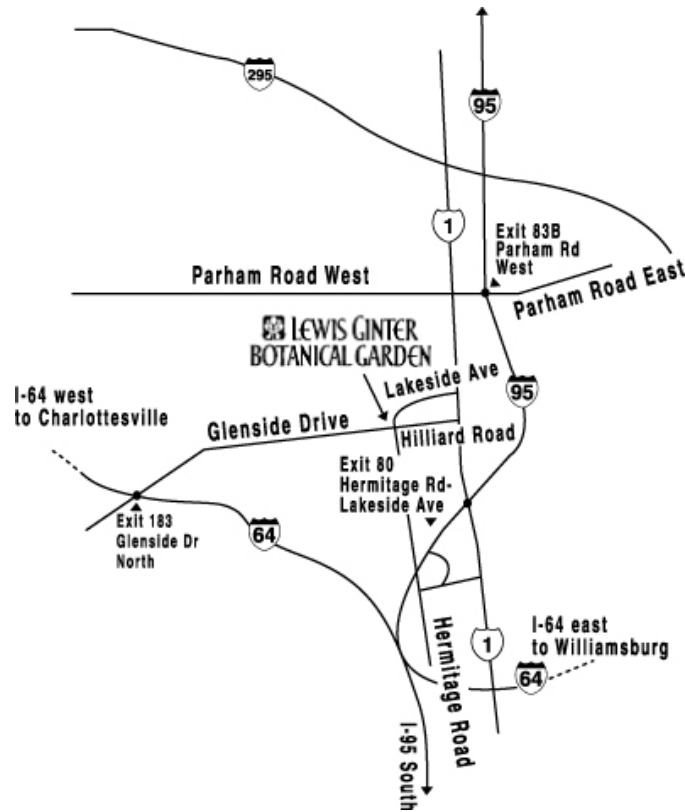 295
95
1
Exit 83B
Parham Rd
West
Parham Road West
Parham Road East
LEWIS GINTER
BOTANICAL GARDEN
Lakeside Ave
95
I-64 west
to Charlottesville
Glenside Drive
Hilliard Road
Exit 80
Hermitage Rd-
Lakeside Ave
Exit 183
Glenside Dr
North
64
Hermitage Road
1
I-64 east
to Williamsburg
64
I-95 South